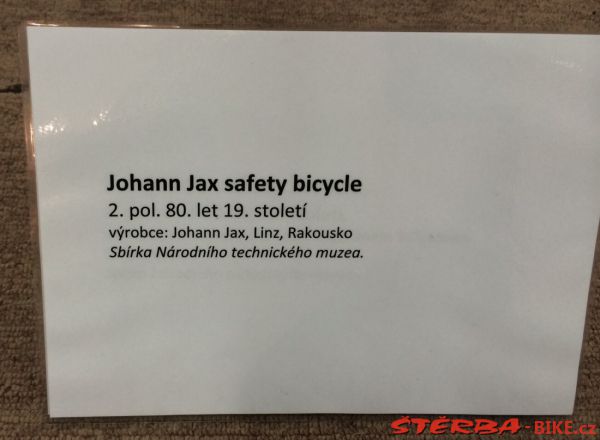 Johann Jax safety bicycle
2. pol. 80. let 19. století
výrobce: Johann Jax, Linz, Rakousko
Sbírka Národního technického muzea.
ŠTĚRBA-BIKE.cz